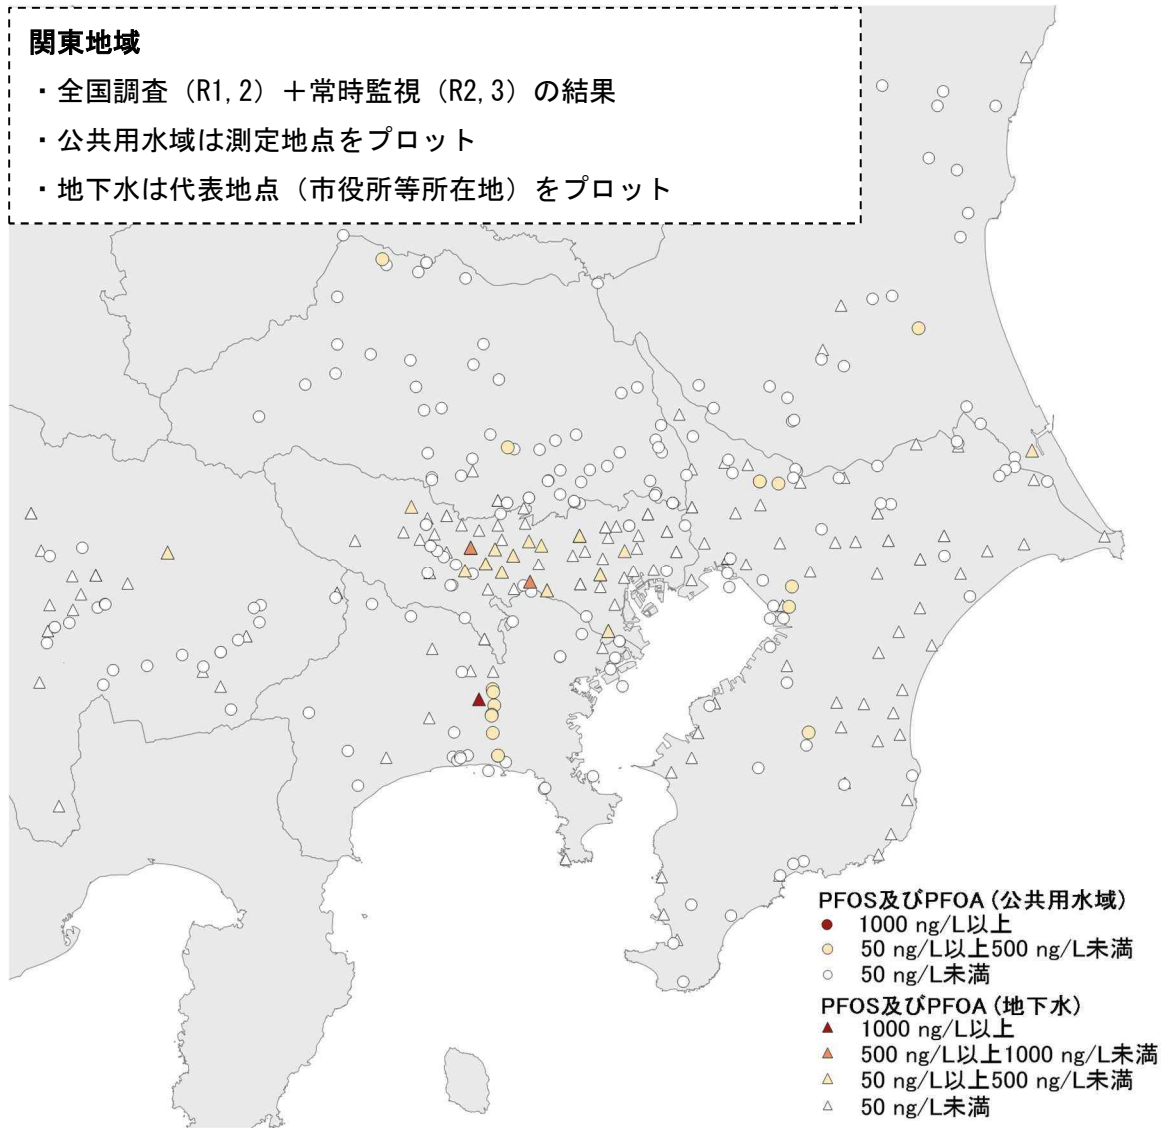 関東地域
・全国調査（R1,2）＋常時監視（R2,3）の結果
・公共用水域は測定地点をプロット
・地下水は代表地点（市役所等所在地）をプロット
PFOS及びPFOA(公共用水域)
1000 ng/L以上
50 ng/L以上500 ng/L未満
50 ng/L未満
PFOS及びPFOA(地下水)
1000 ng/L以上
500 ng/L以上1000 ng/L未満
50 ng/L以上500 ng/L未満
50 ng/L未満